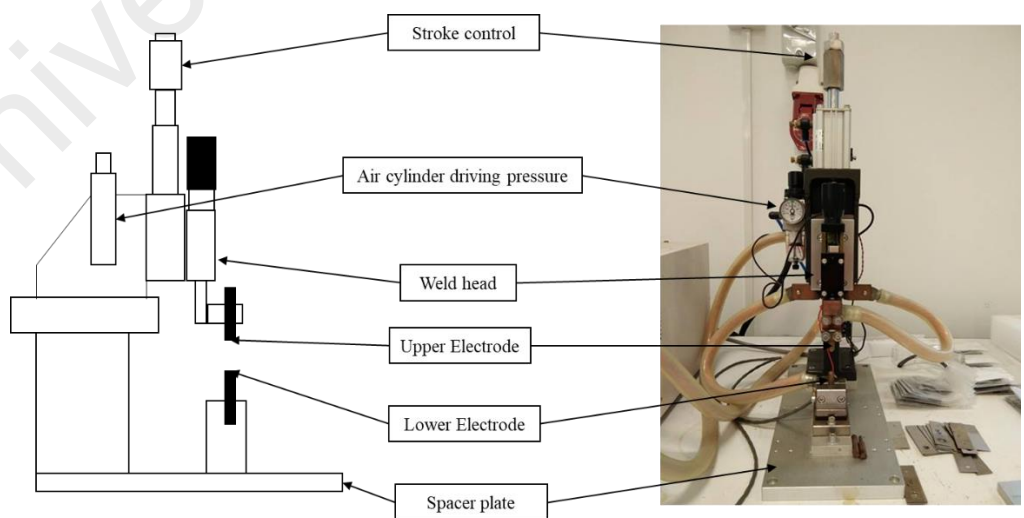 Stroke control
Air cylinder driving pressure
Weld head
Upper Electrode
Lower Electrode
Spacer plate